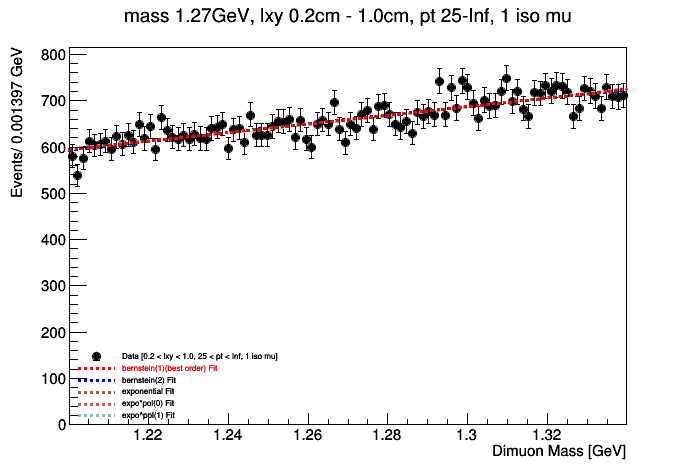 mass 1.27GeV, lxy 0.2cm - 1.0cm, pt 25-Inf, 1 iso mu
Events/ 0.001397 GeV
800
700
600
500
400
300
200
100
0
Data [0.2 < lxy < 1.0, 25 < pt < Inf, 1 iso mu]
bernstein(1)(best order) Fit
bernstein(2) Fit
exponential Fit
expo*pol(0) Fit
expo^ppl(1) Fit
1.22 1.24 1.26 1.28 1.3 1.32
Dimuon Mass [GeV]